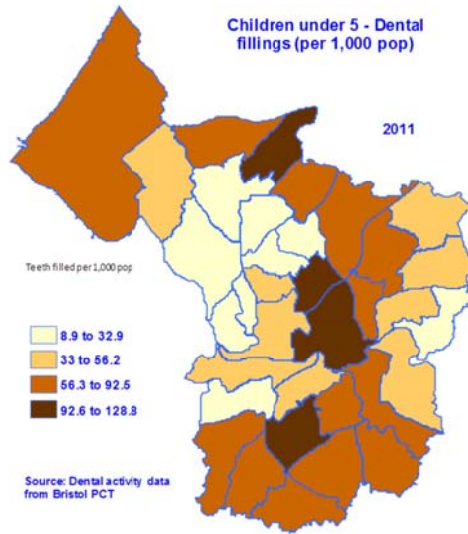 Children under 5 - Dental
fillings (per 1,000 pop)
2011
Teeth filled per 1,000 pop
8.9 to 32.9
33 to 56.2
56.3 to 92.5
92.6 to 128.8
Source: Dental activity data
from Bristol PCT